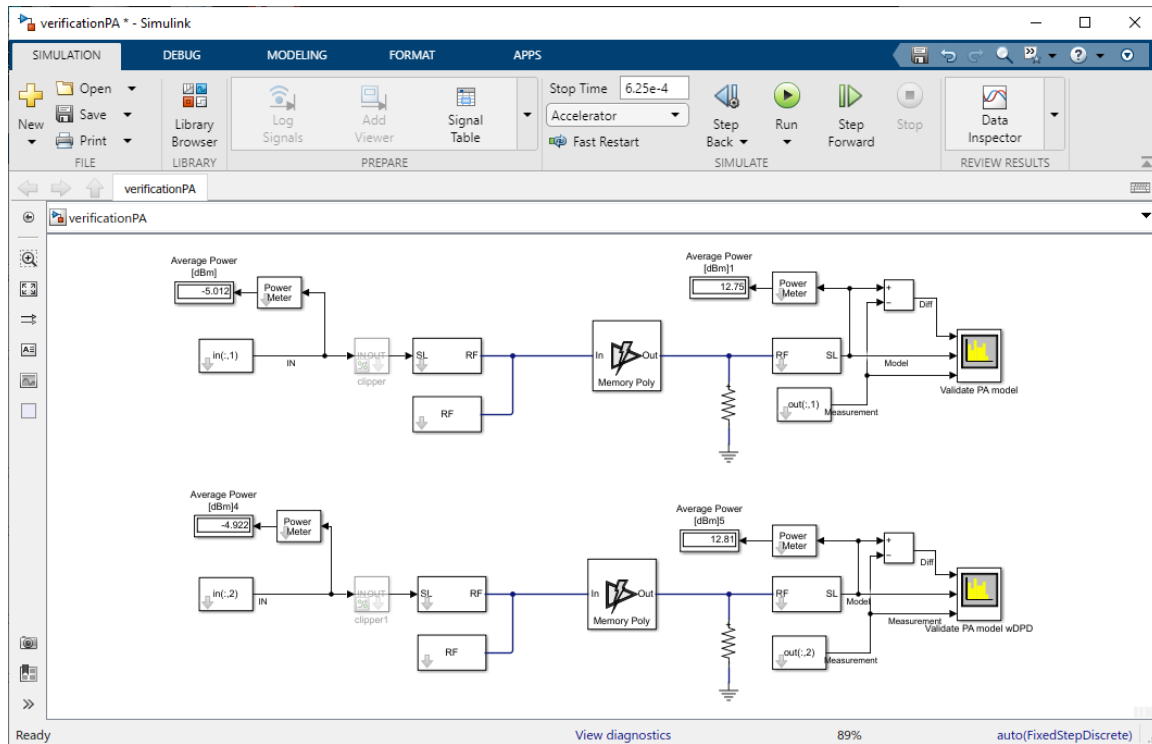 verificationPA * - Simulink
SIMULATION DEBUG MODELING FORMAT APPS
New
Open
Save
Print
FILE
Library
Browser
LIBRARY
Log
Signals
Add
Viewer
Signal
Table
PREPARE
Stop Time 6.25e-4
Accelerator
Fast Restart
Step
Back
Run
Step
Forward
Stop
SIMULATE
Data
Inspector
REVIEW RESULTS
verificationPA
verificationPA
Average Power
[dBm]
-5.012
Power
Meter
in(:,1)
IN
IN OUT
clipper
SL RF
RF
In Out
Memory Poly
Average Power
[dBm]1
12.75
Power
Meter
+
−
Diff
RF SL
Model
out(:,1)
Measurement
Validate PA model
Average Power
[dBm]4
-4.922
Power
Meter
in(:,2)
IN
IN OUT
clipper1
SL RF
RF
In Out
Memory Poly
Average Power
[dBm]5
12.81
Power
Meter
+
−
Diff
RF SL
Model
Measurement
out(:,2)
Measurement
Validate PA model wDPD
Ready View diagnostics 89% auto(FixedStepDiscrete)